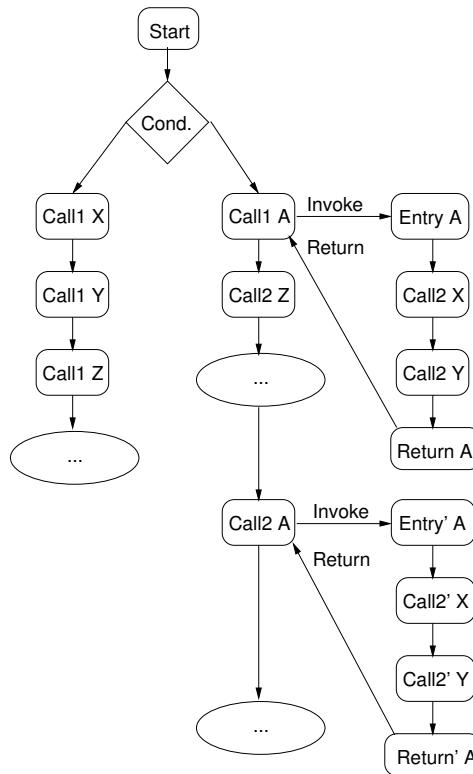 Start
Cond.
Call1 X
Call1 A
Invoke
Entry A
Return
Call1 Y
Call2 Z
Call2 X
Call1 Z
...
Call2 Y
...
Return A
Call2 A
Invoke
Entry' A
Return
Call2' X
Call2' Y
...
Return' A